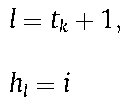 l = t_k + 1,
h_l = i